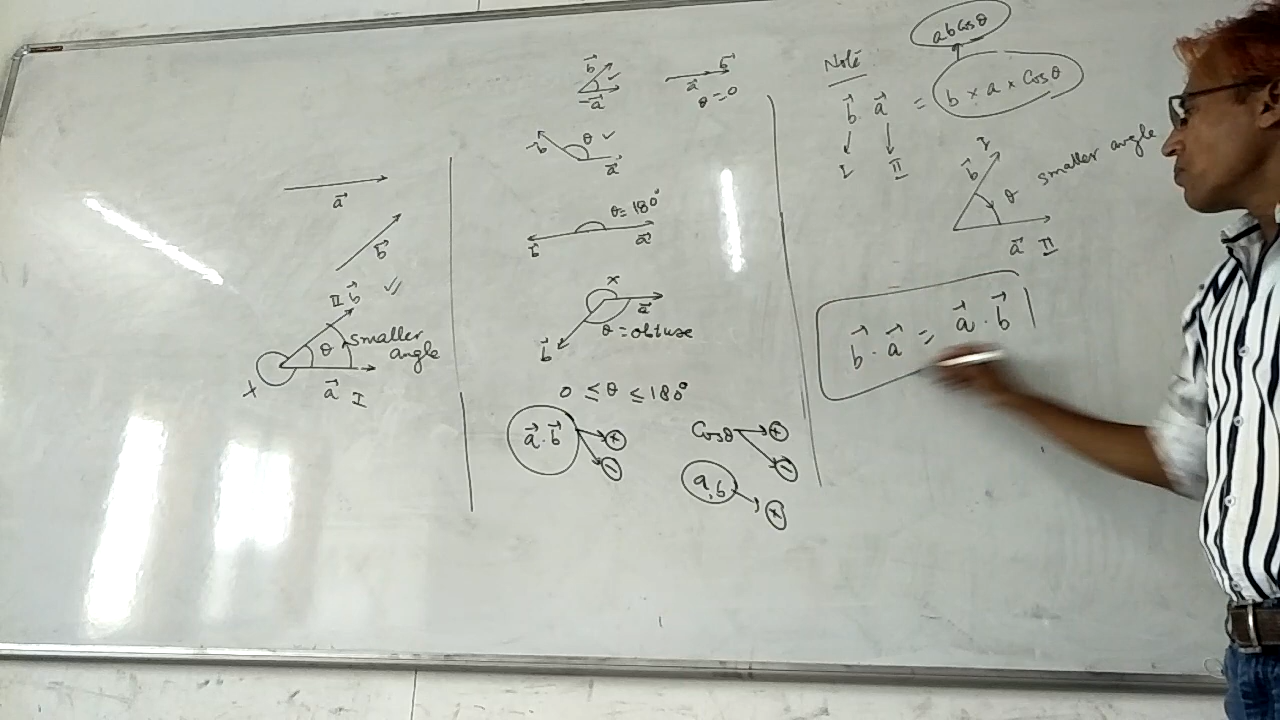 a⃗
b⃗
II b⃗ ✓
smaller
angle
θ
X
a⃗ I
b⃗
a⃗
a⃗ b⃗
θ=0
b
θ ✓
a⃗
θ=180°
b⃗ a⃗
X
a⃗
θ=obtuse
b⃗
0 ≤ θ ≤ 180°
a⃗.b⃗ + -
Cosθ + -
a,b +
abCosθ
Note
b⃗. a⃗ = b × a × Cosθ
I II
I
b⃗ θ smaller angle
a⃗ II
b⃗. a⃗ = a⃗. b⃗